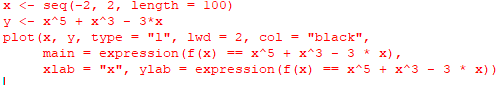 x <- seq(-2, 2, length = 100)
y <- x^5 + x^3 - 3*x
plot(x, y, type = "l", lwd = 2, col = "black",
     main = expression(f(x) == x^5 + x^3 - 3 * x),
     xlab = "x", ylab = expression(f(x) == x^5 + x^3 - 3 * x))